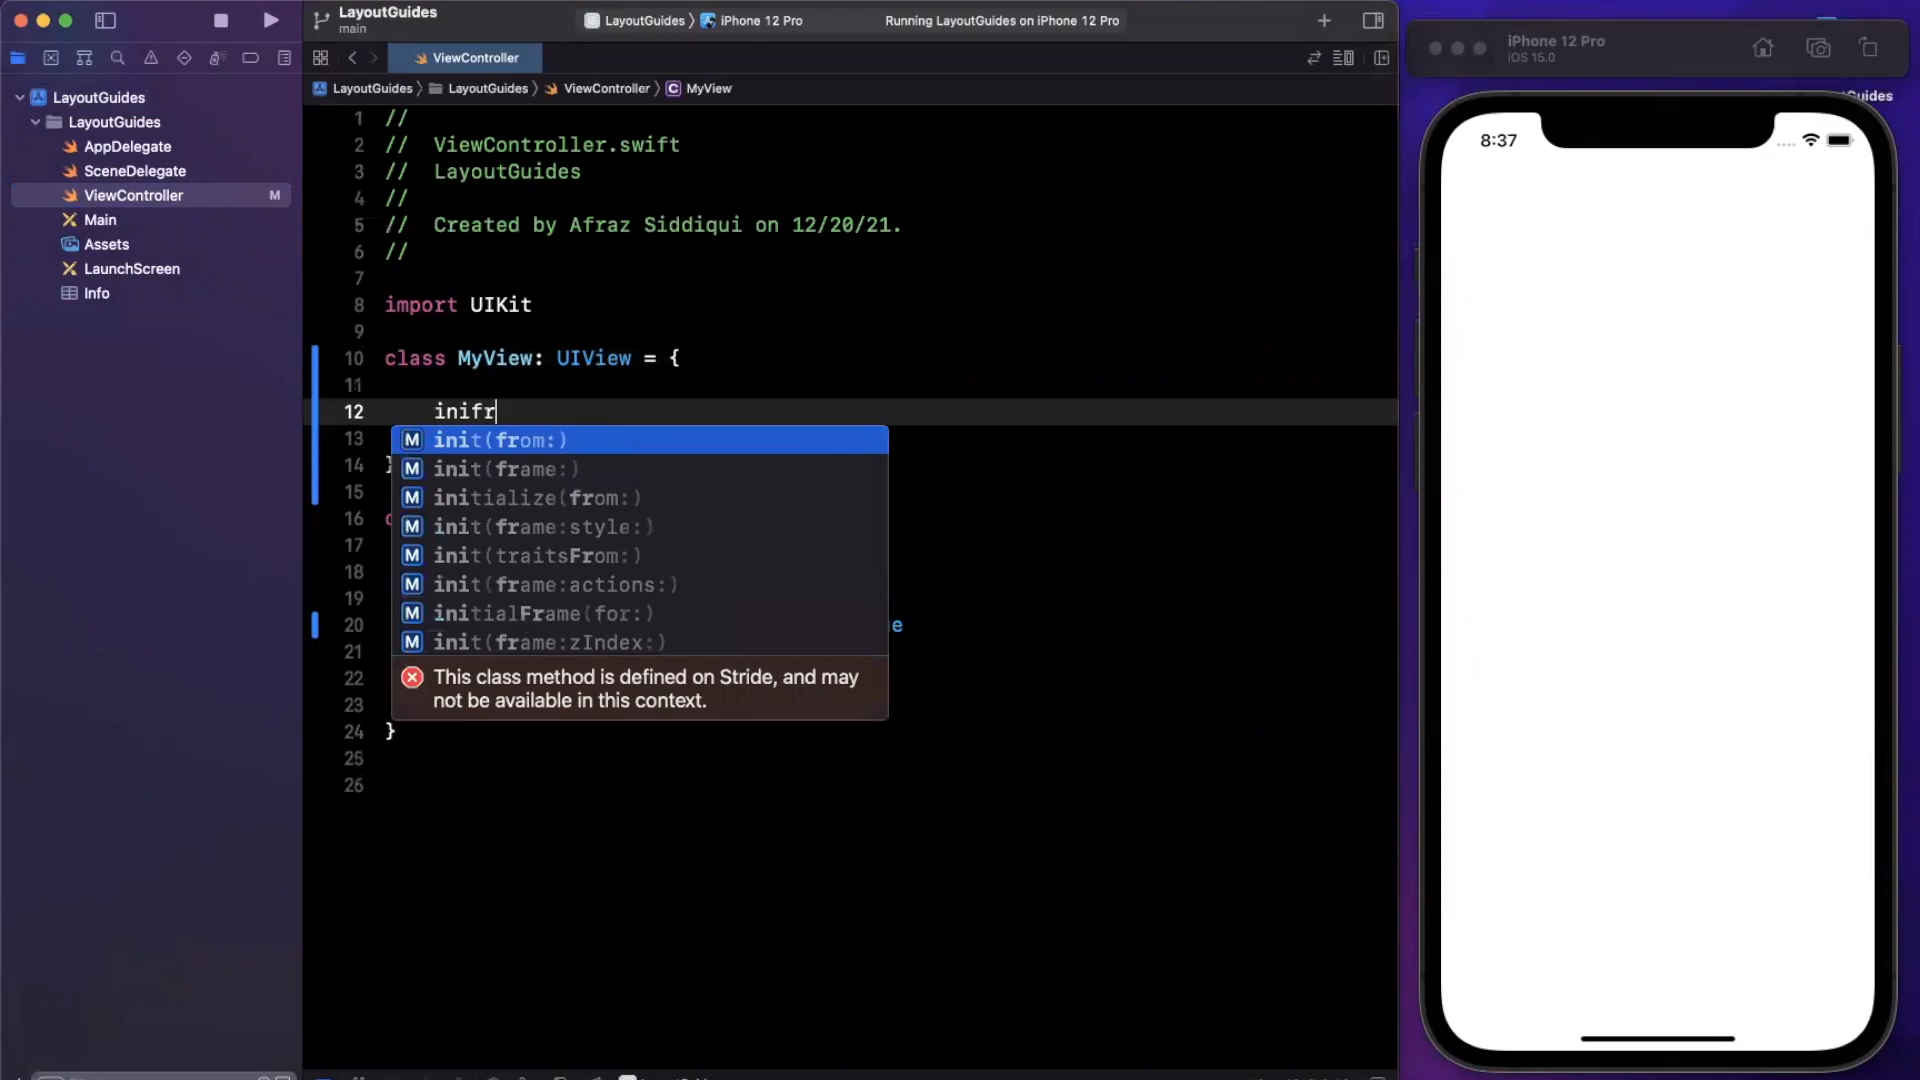 LayoutGuides
main
LayoutGuides
iPhone 12 Pro
Running LayoutGuides on iPhone 12 Pro
ViewController
LayoutGuides
LayoutGuides
ViewController
C MyView
LayoutGuides
LayoutGuides
AppDelegate
SceneDelegate
ViewController M
Main
Assets
LaunchScreen
Info
1 //
2 // ViewController.swift
3 // LayoutGuides
4 //
5 // Created by Afraz Siddiqui on 12/20/21.
6 //
7
8 import UIKit
9
10 class MyView: UIView = {
11
12 inifr
M init(from:)
M init(frame:)
M initialize(from:)
M init(frame:style:)
M init(traitsFrom:)
M init(frame:actions:)
M initialFrame(for:)
M init(frame:zIndex:)
This class method is defined on Stride, and may
not be available in this context.
13
14 }
15
16
17
18
19
20 e
21
22
23
24 }
25
26
iPhone 12 Pro
iOS 15.0
Guides
8:37